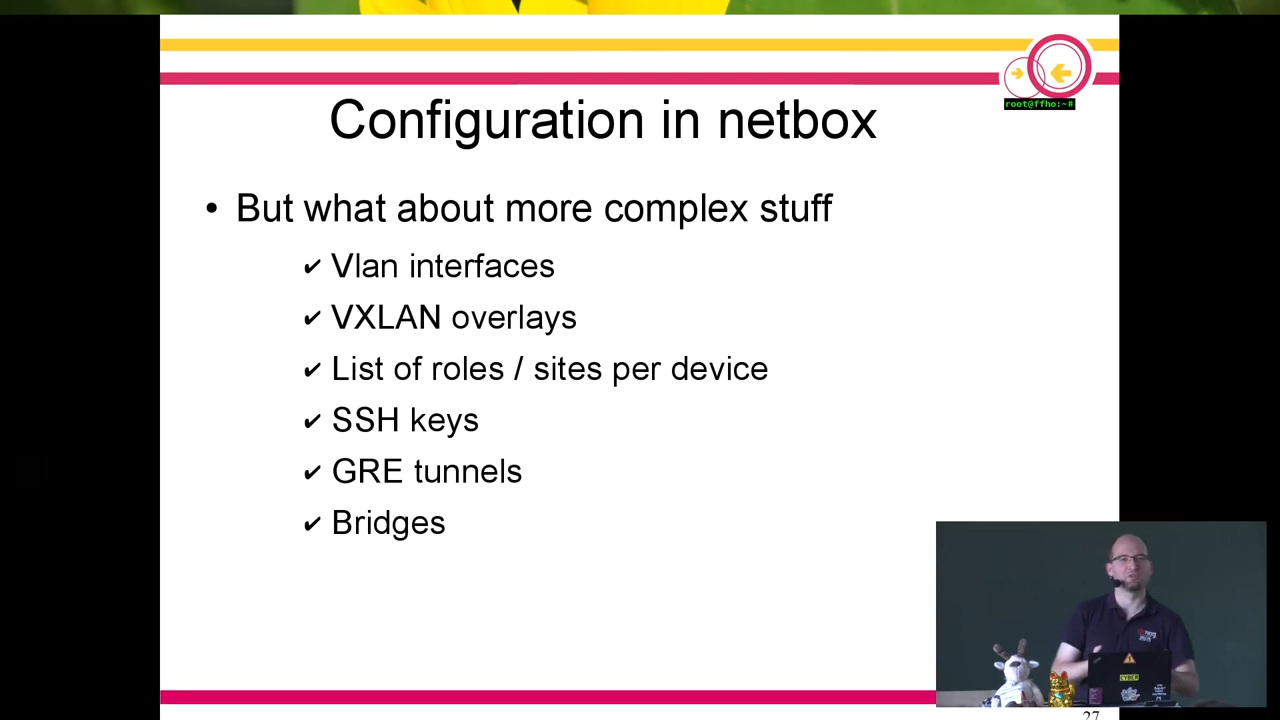 root@ffho:~#
Configuration in netbox
• But what about more complex stuff
✔ Vlan interfaces
✔ VXLAN overlays
✔ List of roles / sites per device
✔ SSH keys
✔ GRE tunnels
✔ Bridges
CYBER
27